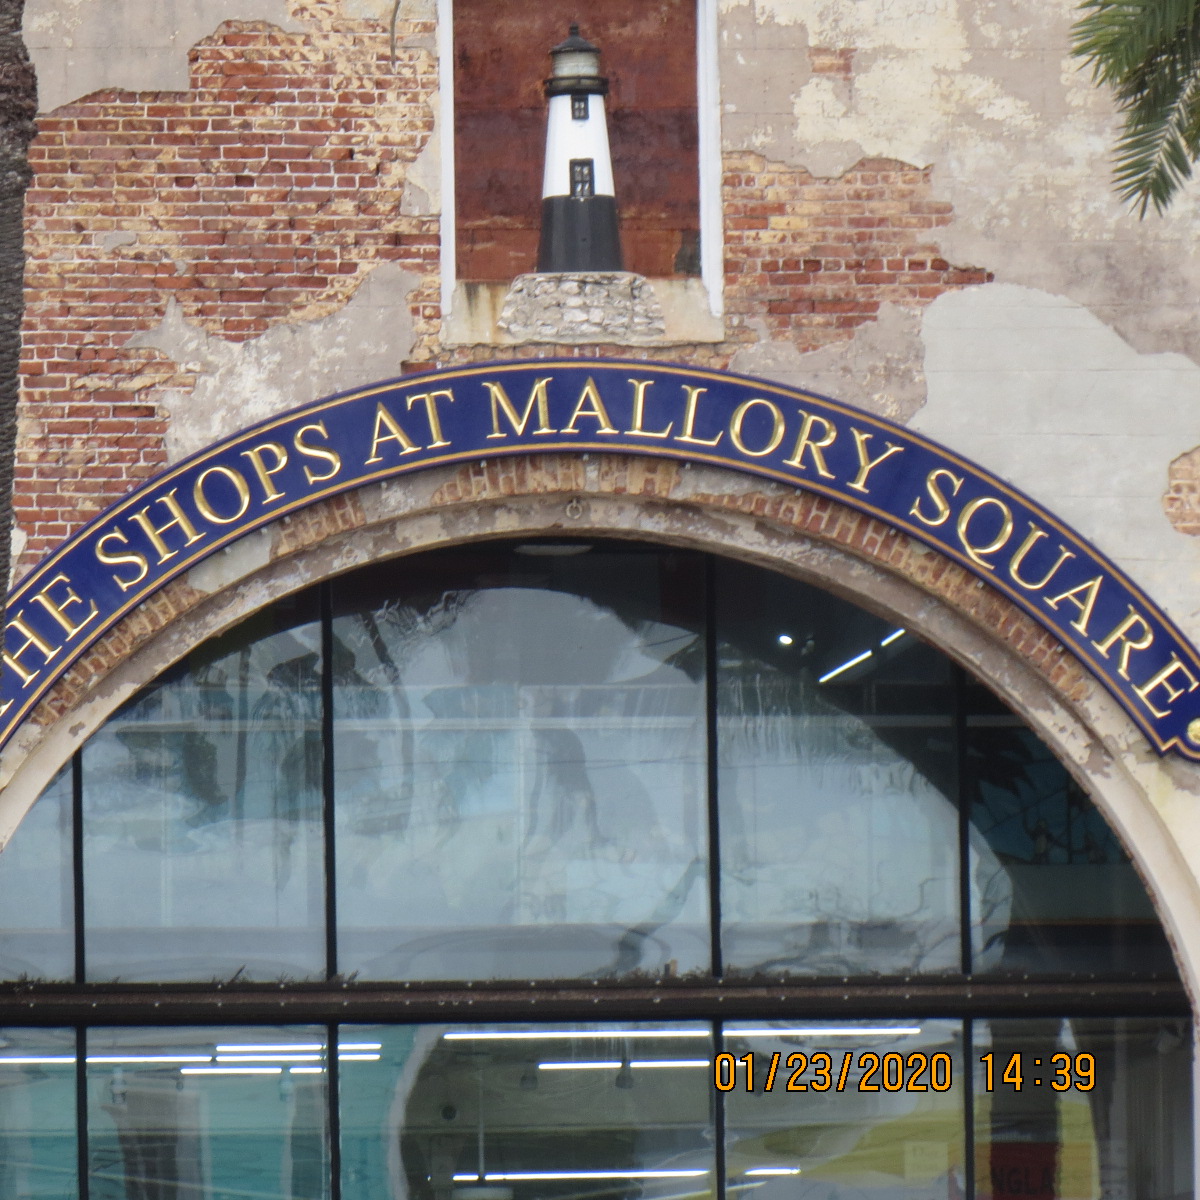 THE SHOPS AT MALLORY SQUARE
01/23/2020 14:39